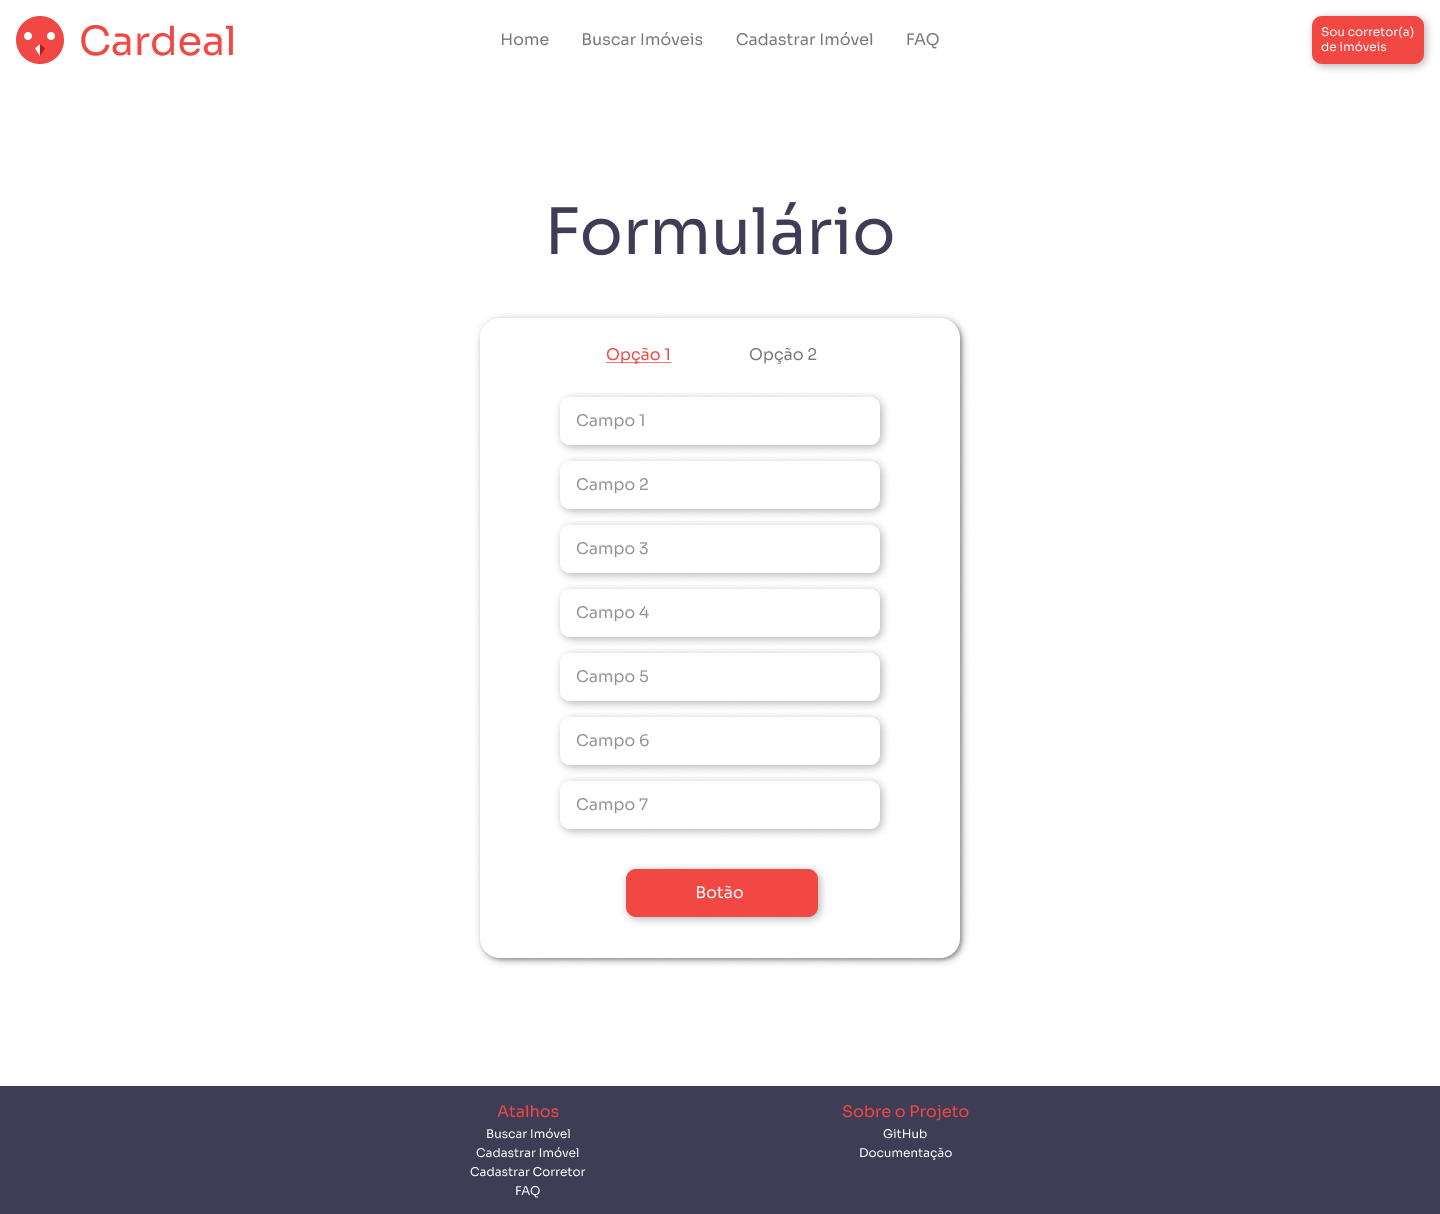 Cardeal
Home
Buscar Imóveis
Cadastrar Imóvel
FAQ
Sou corretor(a)
de imóveis
Formulário
Opção 1
Opção 2
Campo 1
Campo 2
Campo 3
Campo 4
Campo 5
Campo 6
Campo 7
Botão
Atalhos
Buscar Imóvel
Cadastrar Imóvel
Cadastrar Corretor
FAQ
Sobre o Projeto
GitHub
Documentação